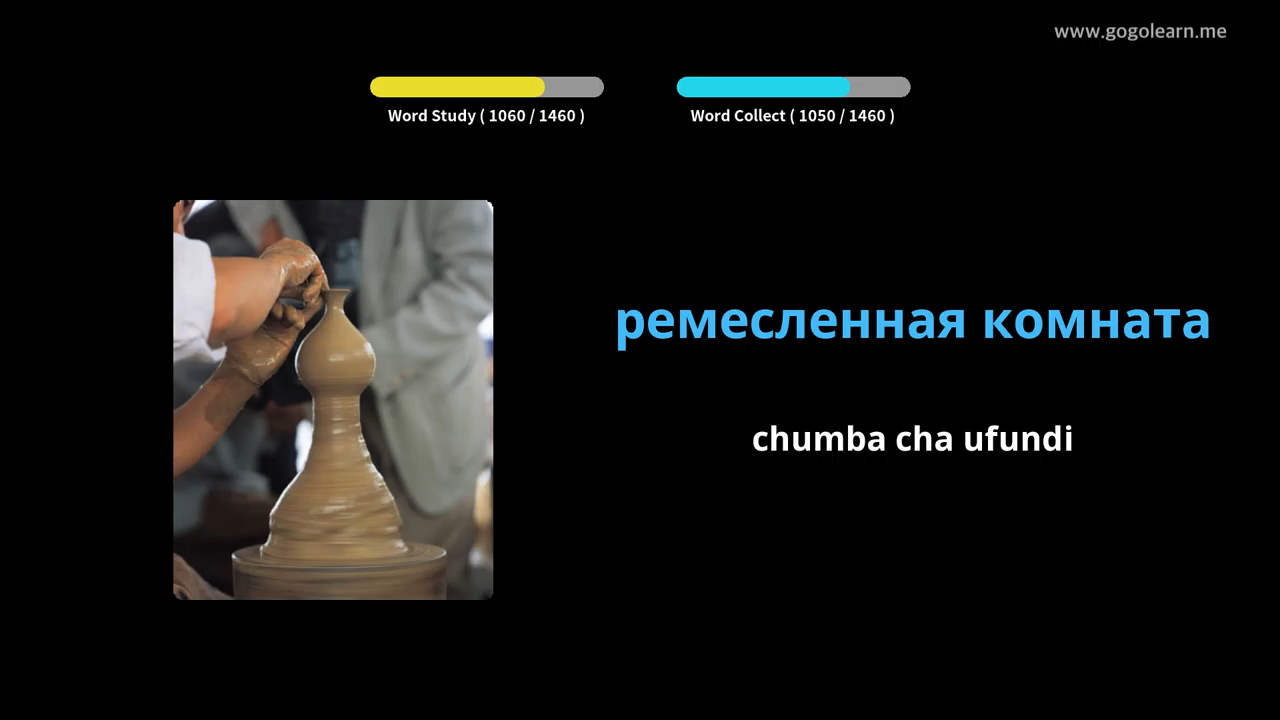 www.gogolearn.me
Word Study ( 1060 / 1460 )
Word Collect ( 1050 / 1460 )
ремесленная комната
chumba cha ufundi